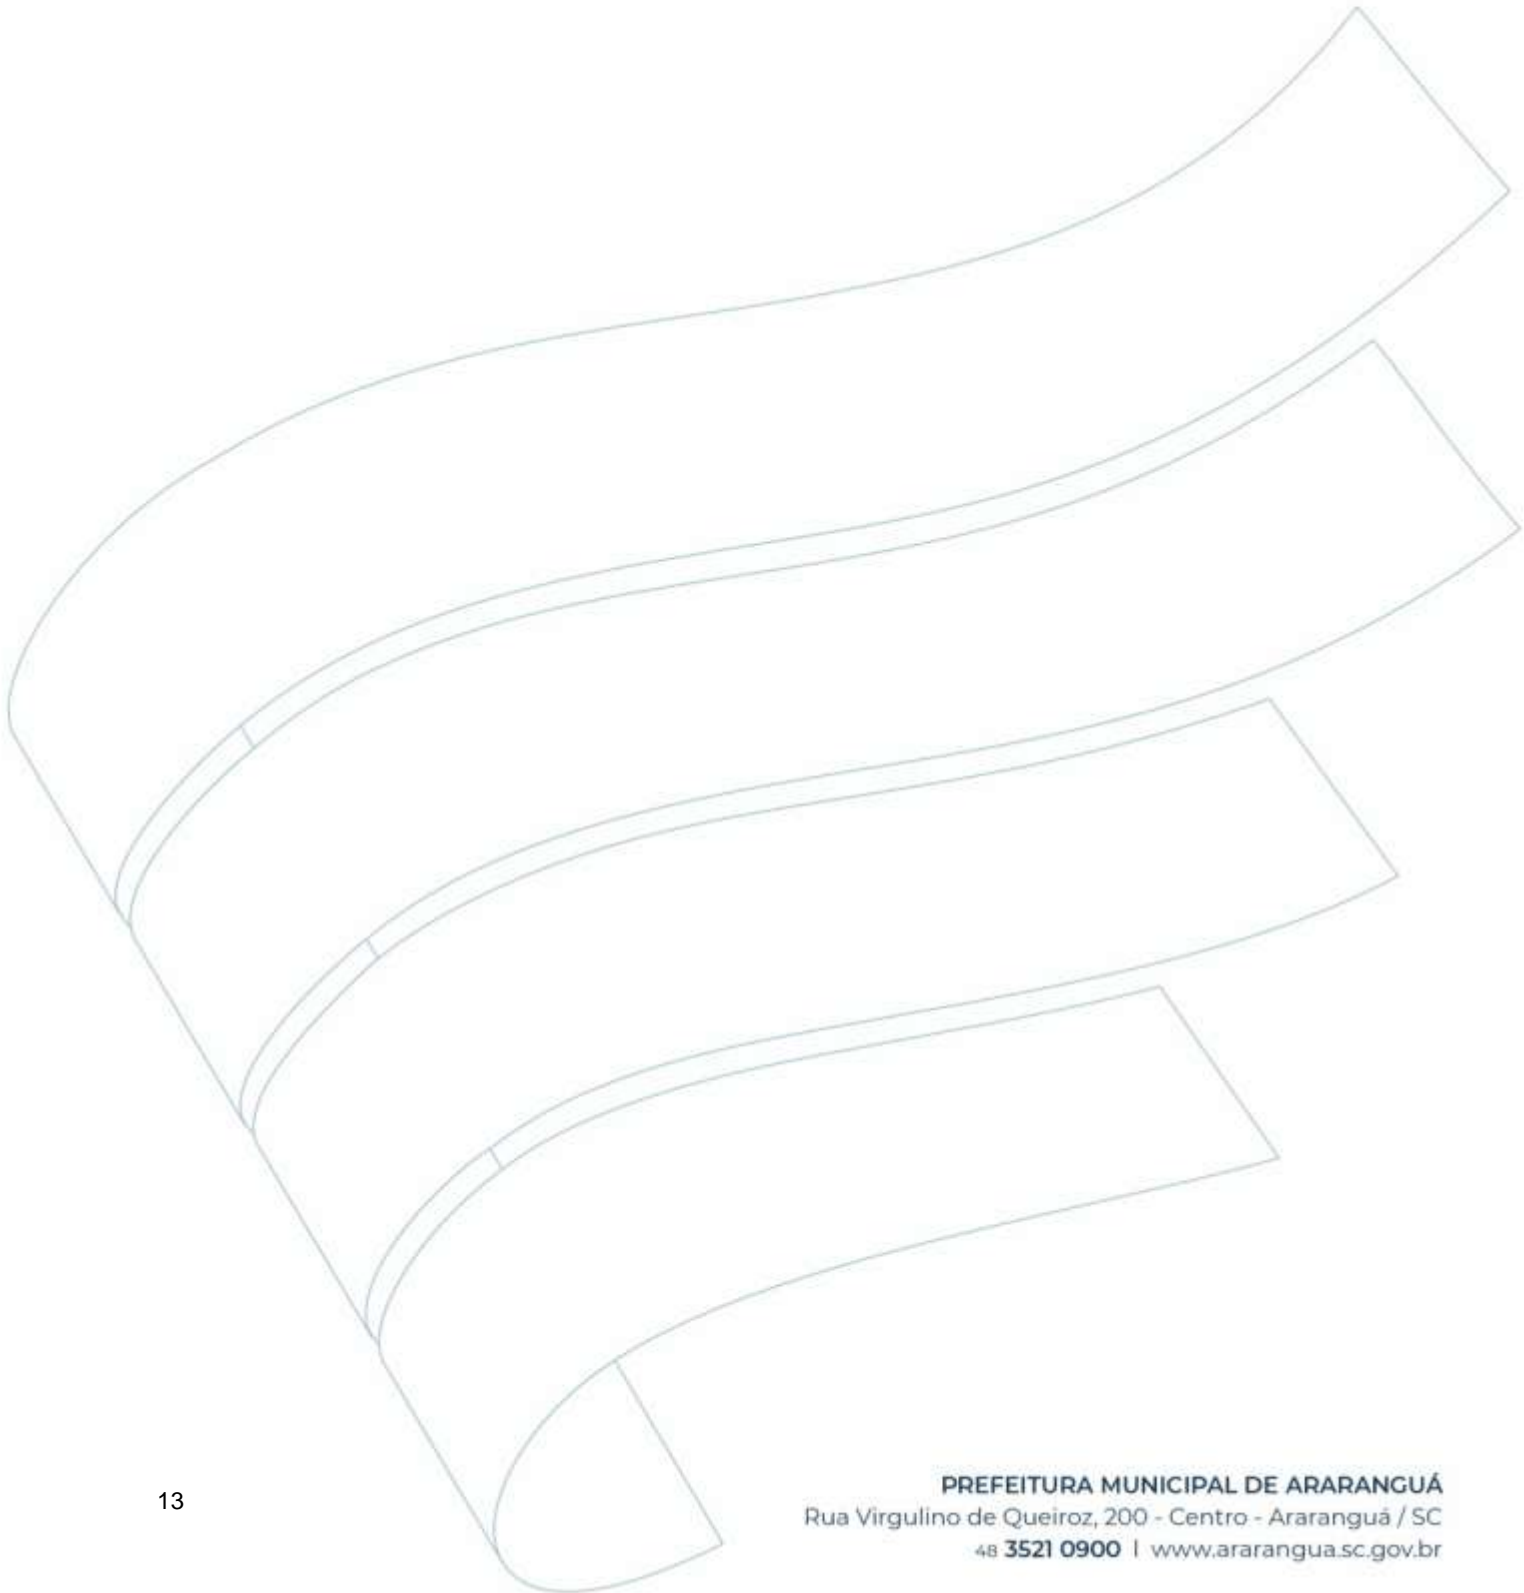 13
PREFEITURA MUNICIPAL DE ARARANGUÁ
Rua Virgulino de Queiroz, 200 - Centro - Araranguá / SC
48 3521 0900 | www.ararangua.sc.gov.br